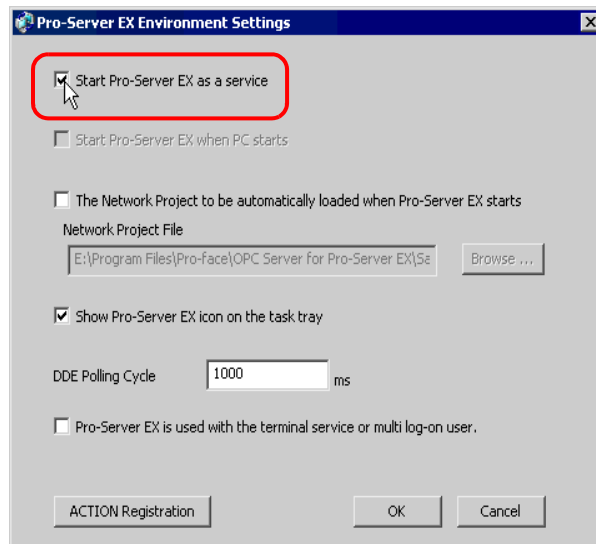 Pro-Server EX Environment Settings
Start Pro-Server EX as a service
Start Pro-Server EX when PC starts
The Network Project to be automatically loaded when Pro-Server EX starts
Network Project File
E:\Program Files\Pro-face\OPC Server for Pro-Server EX\Sa
Browse ...
Show Pro-Server EX icon on the task tray
DDE Polling Cycle 1000 ms
Pro-Server EX is used with the terminal service or multi log-on user.
ACTION Registration OK Cancel